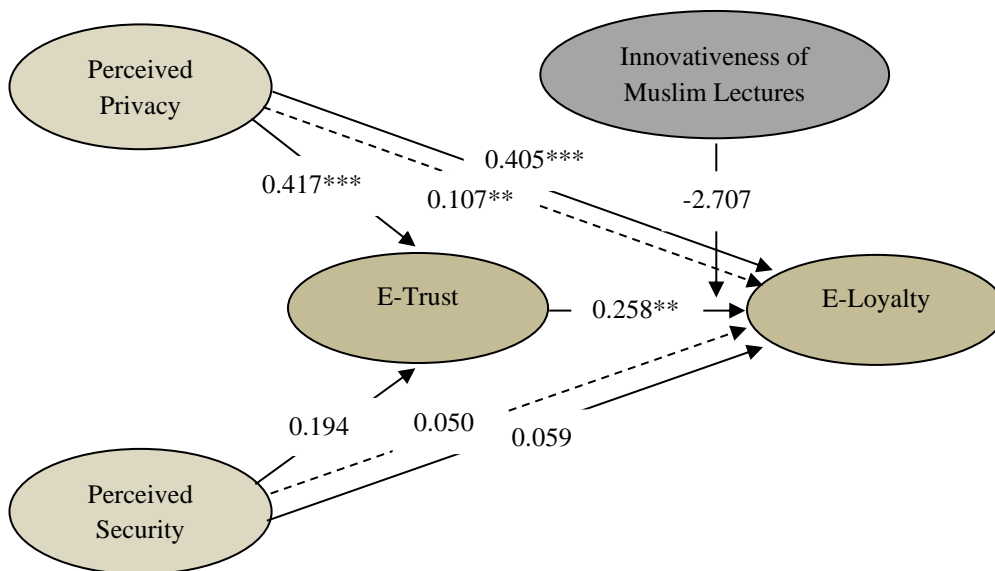 Perceived
Privacy
Innovativeness of
Muslim Lectures
0.405***
0.417***
0.107**
-2.707
E-Trust
0.258**
E-Loyalty
0.194
0.050
0.059
Perceived
Security